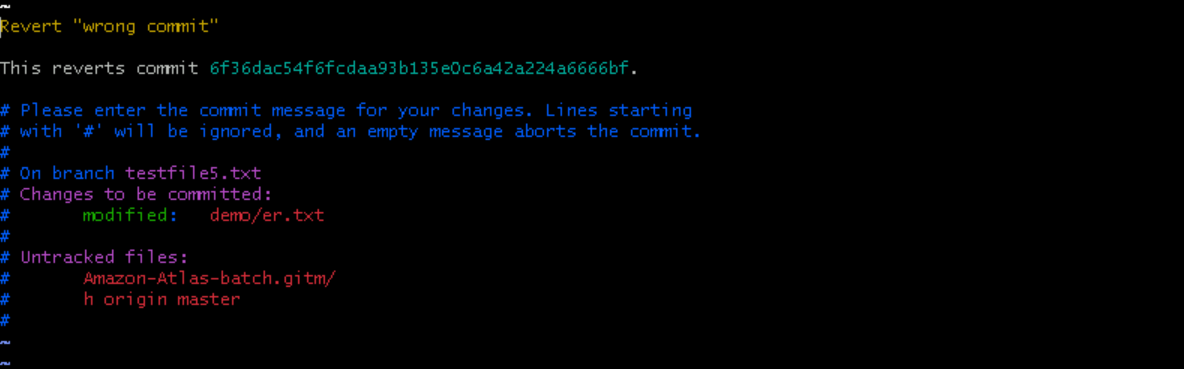 ~
Revert "wrong commit"
This reverts commit 6f36dac54f6fcdaa93b135e0c6a42a224a6666bf.
# Please enter the commit message for your changes. Lines starting
# with '#' will be ignored, and an empty message aborts the commit.
#
# On branch testfile5.txt
# Changes to be committed:
#       modified:   demo/er.txt
#
# Untracked files:
#       Amazon-Atlas-batch.gitm/
#       h origin master
#
~
~